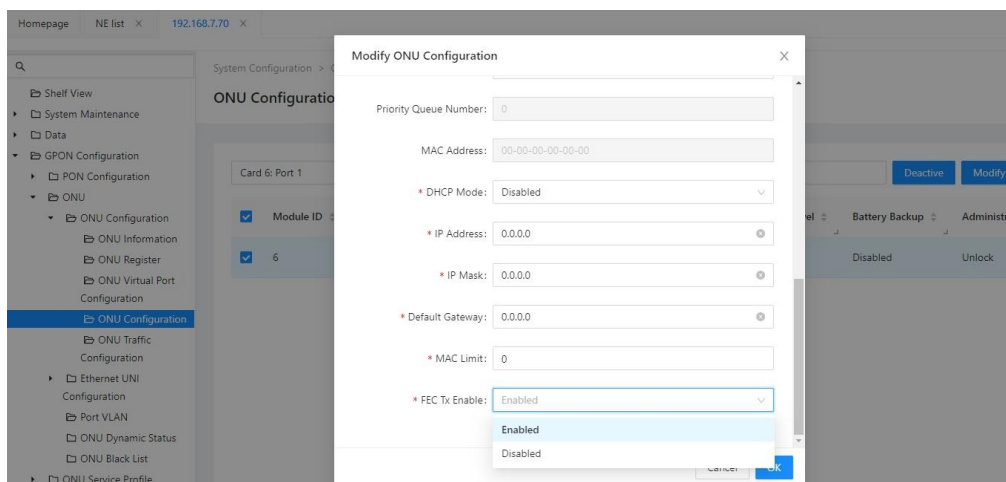 Homepage
NE list
192.168.7.70
Shelf View
System Maintenance
Data
GPON Configuration
PON Configuration
ONU
ONU Configuration
ONU Information
ONU Register
ONU Virtual Port
Configuration
ONU Configuration
ONU Traffic
Configuration
Ethernet UNI
Configuration
Port VLAN
ONU Dynamic Status
ONU Black List
ONU Service Profile
System Configuration >
ONU Configuratio
Card 6: Port 1
Deactive
Modify
Module ID
Battery Backup
Administr
6
Disabled
Unlock
Modify ONU Configuration
Priority Queue Number: 0
MAC Address: 00-00-00-00-00-00
* DHCP Mode: Disabled
* IP Address: 0.0.0.0
* IP Mask: 0.0.0.0
* Default Gateway: 0.0.0.0
* MAC Limit: 0
* FEC Tx Enable: Enabled
Enabled
Disabled
Cancel
OK